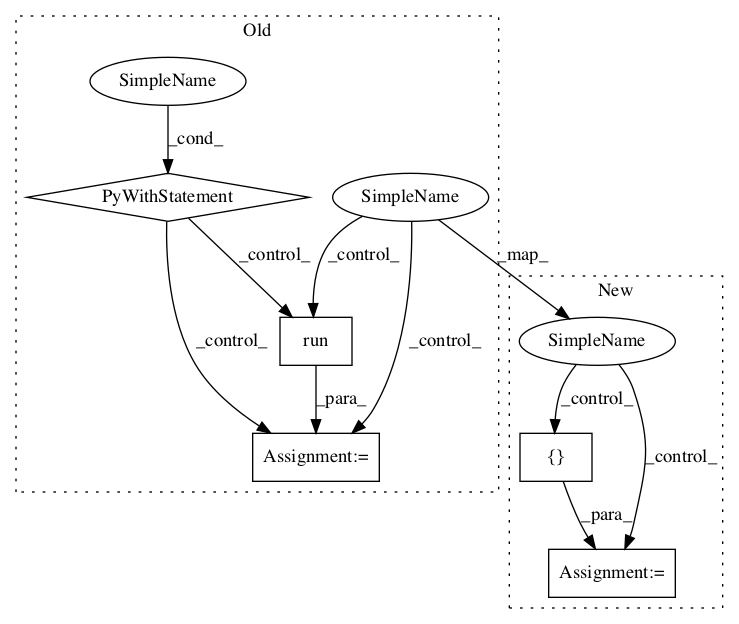 Old
SimpleName
_cond_
PyWithStatement
SimpleName
_control_
_control_
_map_
New
_control_
run
_control_
SimpleName
_para_
_control_
Assignment:=
{}
_control_
_para_
Assignment:=